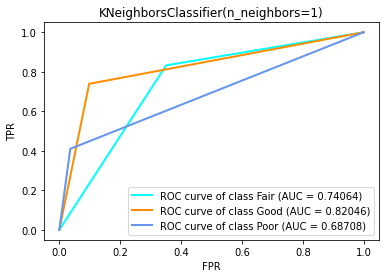 KNeighborsClassifier(n_neighbors=1)
1.0
0.8
0.6
0.4
0.2
0.0
TPR
ROC curve of class Fair (AUC = 0.74064)
ROC curve of class Good (AUC = 0.82046)
ROC curve of class Poor (AUC = 0.68708)
0.0 0.2 0.4 0.6 0.8 1.0
FPR